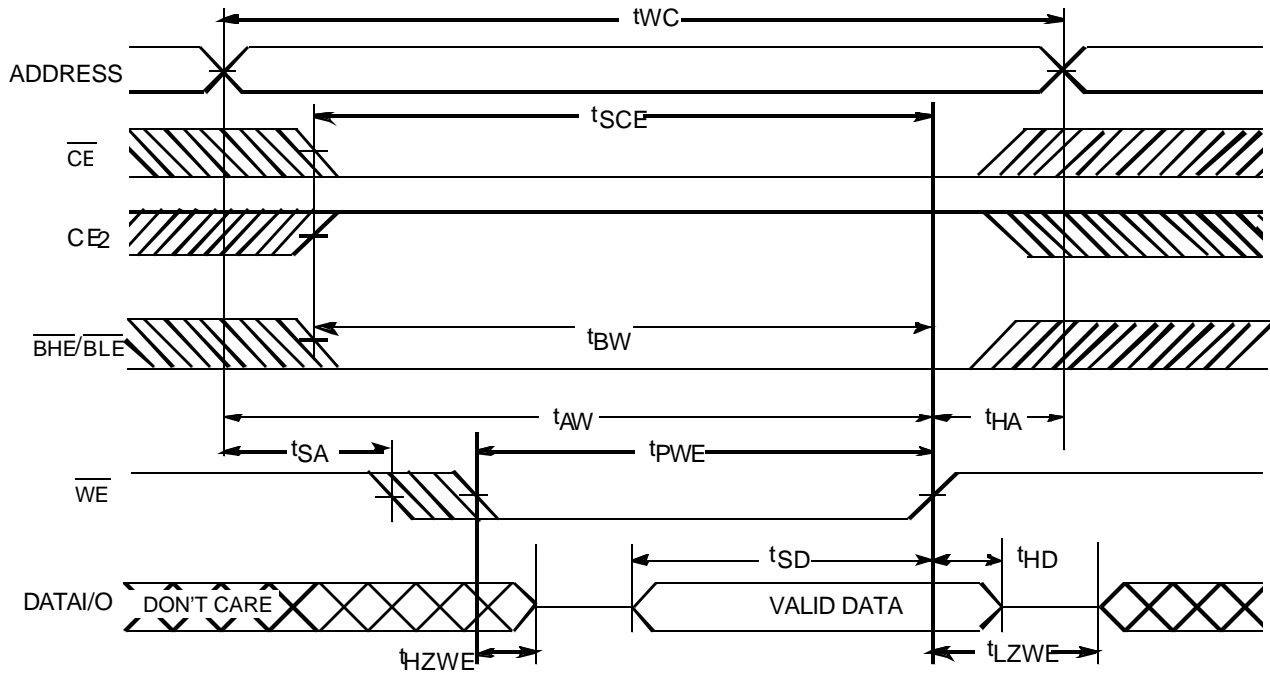 tWC
ADDRESS
tSCE
CE
CE2
tBW
BHE/BLE
tAW
tHA
tSA
tPWE
WE
tSD
tHD
DATAI/O
DON'T CARE
VALID DATA
tHZWE
tLZWE